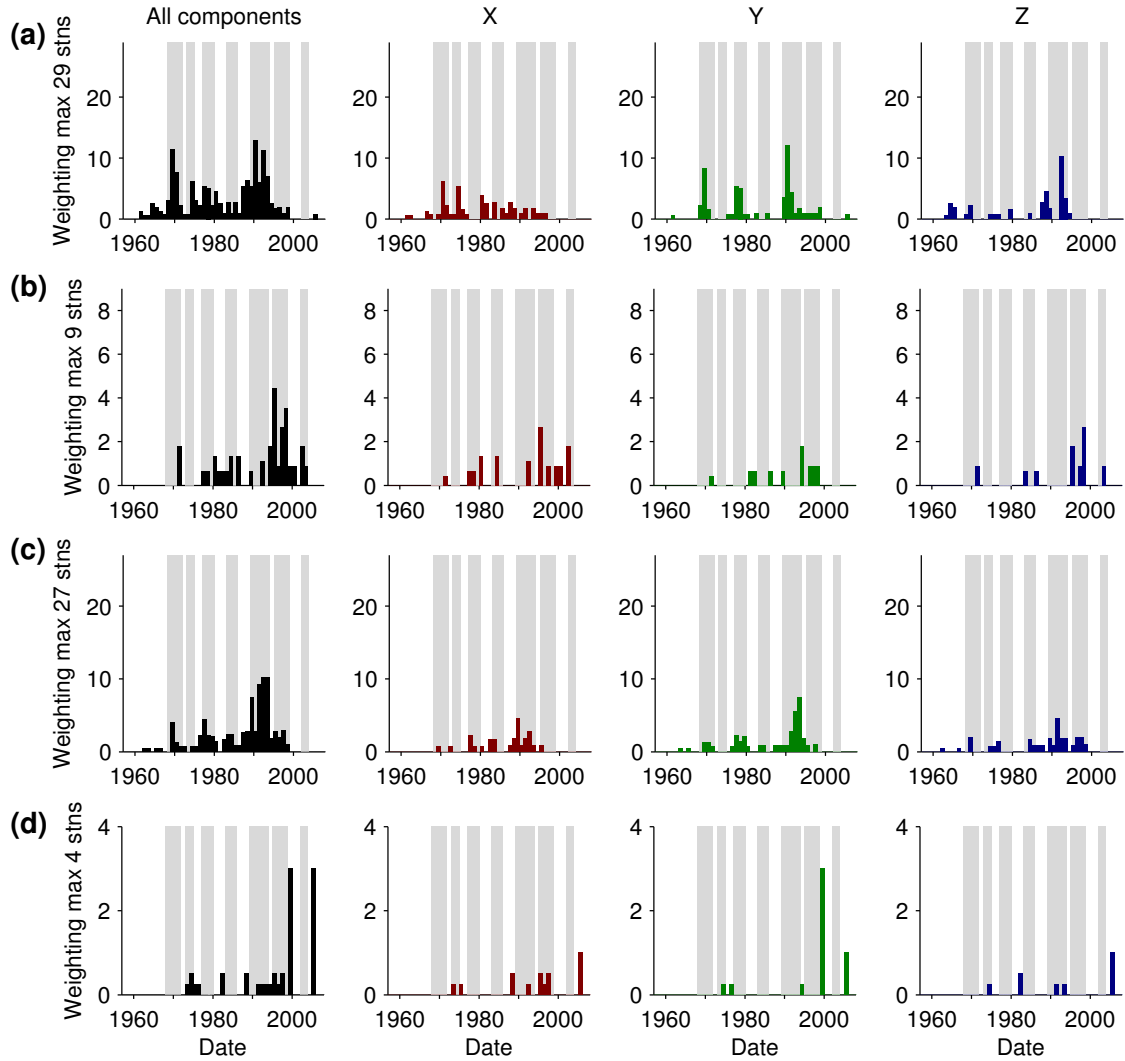 All components X Y Z
(a)
Weighting max 29 stns
20 20 20 20
10 10 10 10
0 0 0 0
1960 1980 2000 1960 1980 2000 1960 1980 2000 1960 1980 2000
(b)
Weighting max 9 stns
8 8 8 8
6 6 6 6
4 4 4 4
2 2 2 2
0 0 0 0
1960 1980 2000 1960 1980 2000 1960 1980 2000 1960 1980 2000
(c)
Weighting max 27 stns
20 20 20 20
10 10 10 10
0 0 0 0
1960 1980 2000 1960 1980 2000 1960 1980 2000 1960 1980 2000
(d)
Weighting max 4 stns
4 4 4 4
2 2 2 2
0 0 0 0
1960 1980 2000 1960 1980 2000 1960 1980 2000 1960 1980 2000
Date Date Date Date